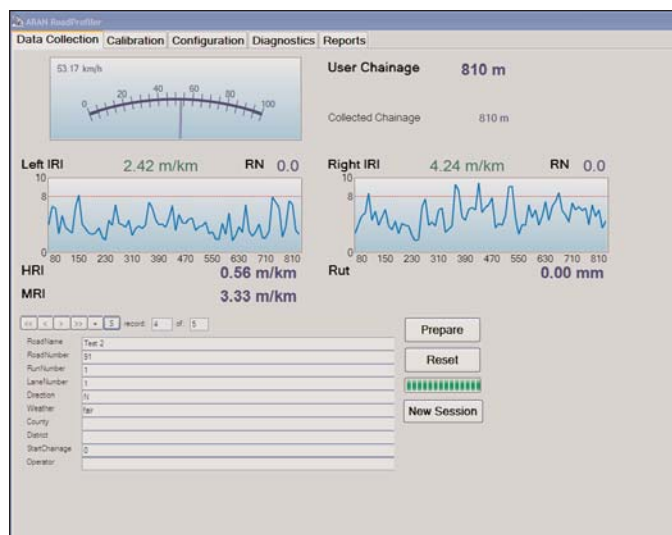 ARAN RoadProfiler
Data Collection Calibration Configuration Diagnostics Reports
53.17 km/h
0 20 40 60 80 100
User Chainage 810 m
Collected Chainage 810 m
Left IRI 2.42 m/km RN 0.0
10
8
0
80 150 230 310 390 470 550 630 710 810
Right IRI 4.24 m/km RN 0.0
10
8
0
80 150 230 310 390 470 550 630 710 810
HRI 0.56 m/km
MRI 3.33 m/km
Rut 0.00 mm
<< < > >> + S record: 4 of: 5
RoadName Test 2
RoadNumber 91
RunNumber 1
LaneNumber 1
Direction N
Weather fair
County
District
StartChainage 0
Operator
Prepare
Reset
New Session